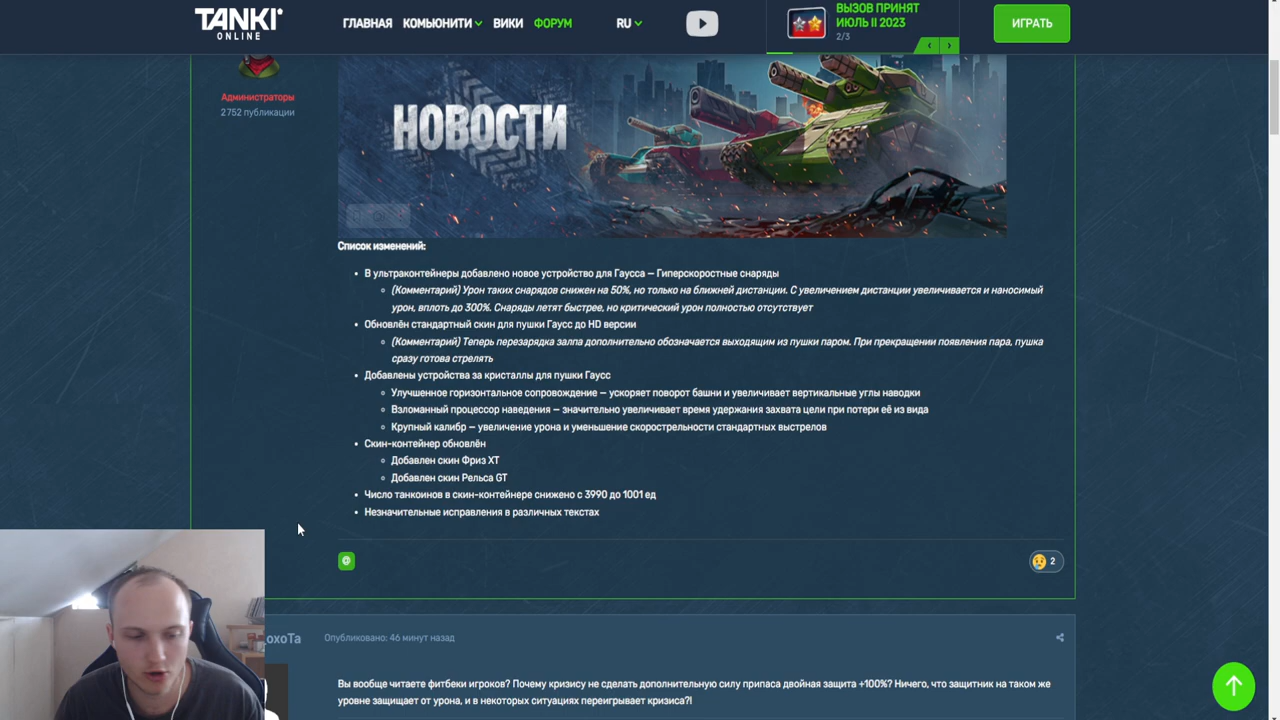 TANKI
ONLINE
ГЛАВНАЯ
КОМЬЮНИТИ
ВИКИ
ФОРУМ
RU
ВЫЗОВ ПРИНЯТ
ИЮЛЬ II 2023
2/3
ИГРАТЬ
Администраторы
2 752 публикации
НОВОСТИ
Список изменений:
В ультраконтейнеры добавлено новое устройство для Гаусса — Гиперскоростные снаряды
(Комментарий) Урон таких снарядов снижен на 50%, но только на ближней дистанции. С увеличением дистанции увеличивается и наносимый
урон, вплоть до 300%. Снаряды летят быстрее, но критический урон полностью отсутствует
Обновлён стандартный скин для пушки Гаусс до HD версии
(Комментарий) Теперь перезарядка залпа дополнительно обозначается выходящим из пушки паром. При прекращении появления пара, пушка
сразу готова стрелять
Добавлены устройства за кристаллы для пушки Гаусс
Улучшенное горизонтальное сопровождение — ускоряет поворот башни и увеличивает вертикальные углы наводки
Взломанный процессор наведения — значительно увеличивает время удержания захвата цели при потери её из вида
Крупный калибр — увеличение урона и уменьшение скорострельности стандартных выстрелов
Скин-контейнер обновлён
Добавлен скин Фриз XT
Добавлен скин Рельса GT
Число танкоинов в скин-контейнере снижено с 3990 до 1001 ед
Незначительные исправления в различных текстах
@
2
_oxoTa
Опубликовано: 46 минут назад
Вы вообще читаете фитбеки игроков? Почему кризису не сделать дополнительную силу припаса двойная защита +100%? Ничего, что защитник на таком же
уровне защищает от урона, и в некоторых ситуациях переигрывает кризиса?!